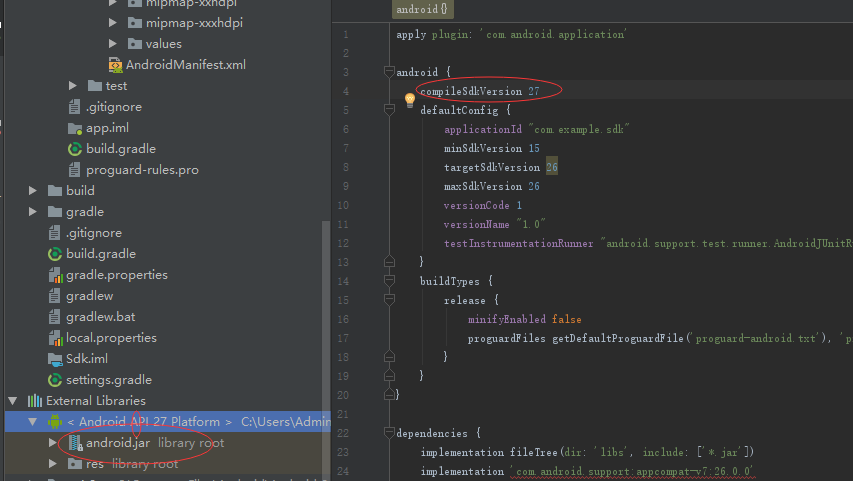 mipmap-xxhdpi
mipmap-xxxhdpi
values
AndroidManifest.xml
test
.gitignore
app.iml
build.gradle
proguard-rules.pro
build
gradle
.gitignore
build.gradle
gradle.properties
gradlew
gradlew.bat
local.properties
Sdk.iml
settings.gradle
External Libraries
< Android API 27 Platform > C:\Users\Admin
android.jar library root
res library root
android{}
1 apply plugin: 'com.android.application'
2
3 android {
4 compileSdkVersion 27
5 defaultConfig {
6 applicationId "com.example.sdk"
7 minSdkVersion 15
8 targetSdkVersion 26
9 maxSdkVersion 26
10 versionCode 1
11 versionName "1.0"
12 testInstrumentationRunner "android.support.test.runner.AndroidJUnitRu
13 }
14 buildTypes {
15 release {
16 minifyEnabled false
17 proguardFiles getDefaultProguardFile('proguard-android.txt'), 'p
18 }
19 }
20 }
21
22 dependencies {
23 implementation fileTree(dir: 'libs', include: ['*.jar'])
24 implementation 'com.android.support:appcompat-v7:26.0.0'